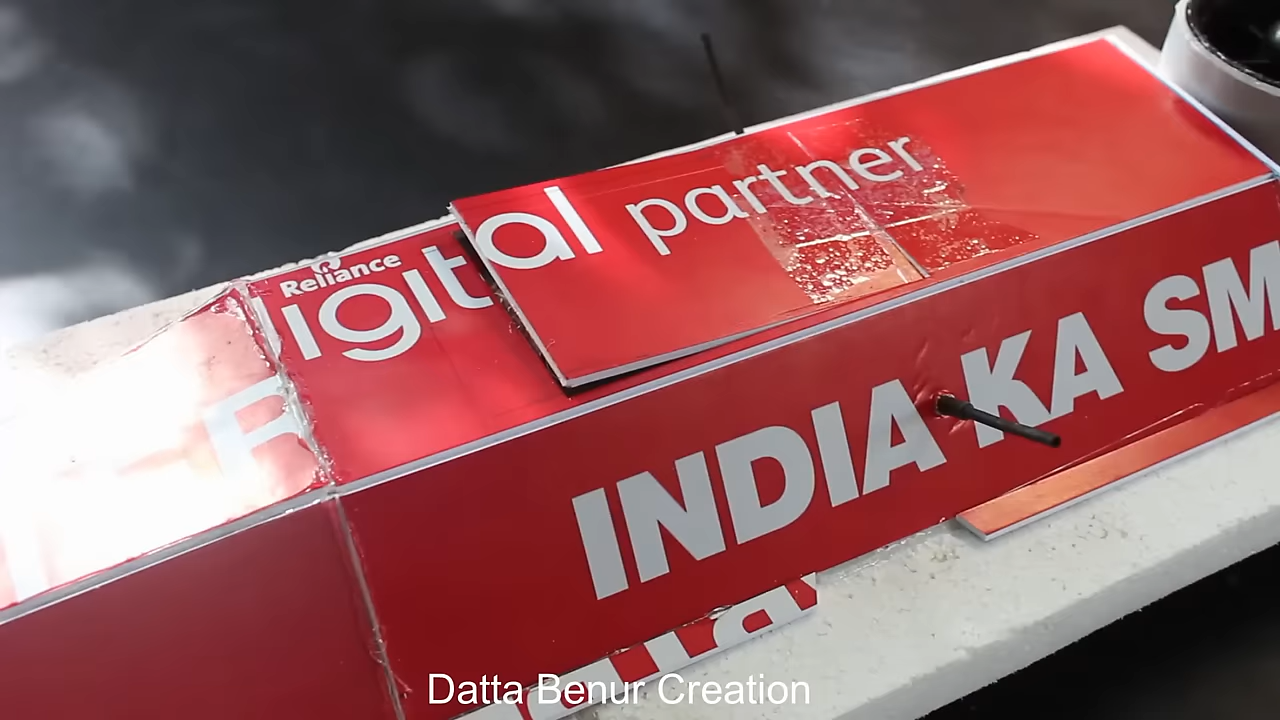 Reliance
igital partner
R
INDIA KA SM
Datta Benur Creation